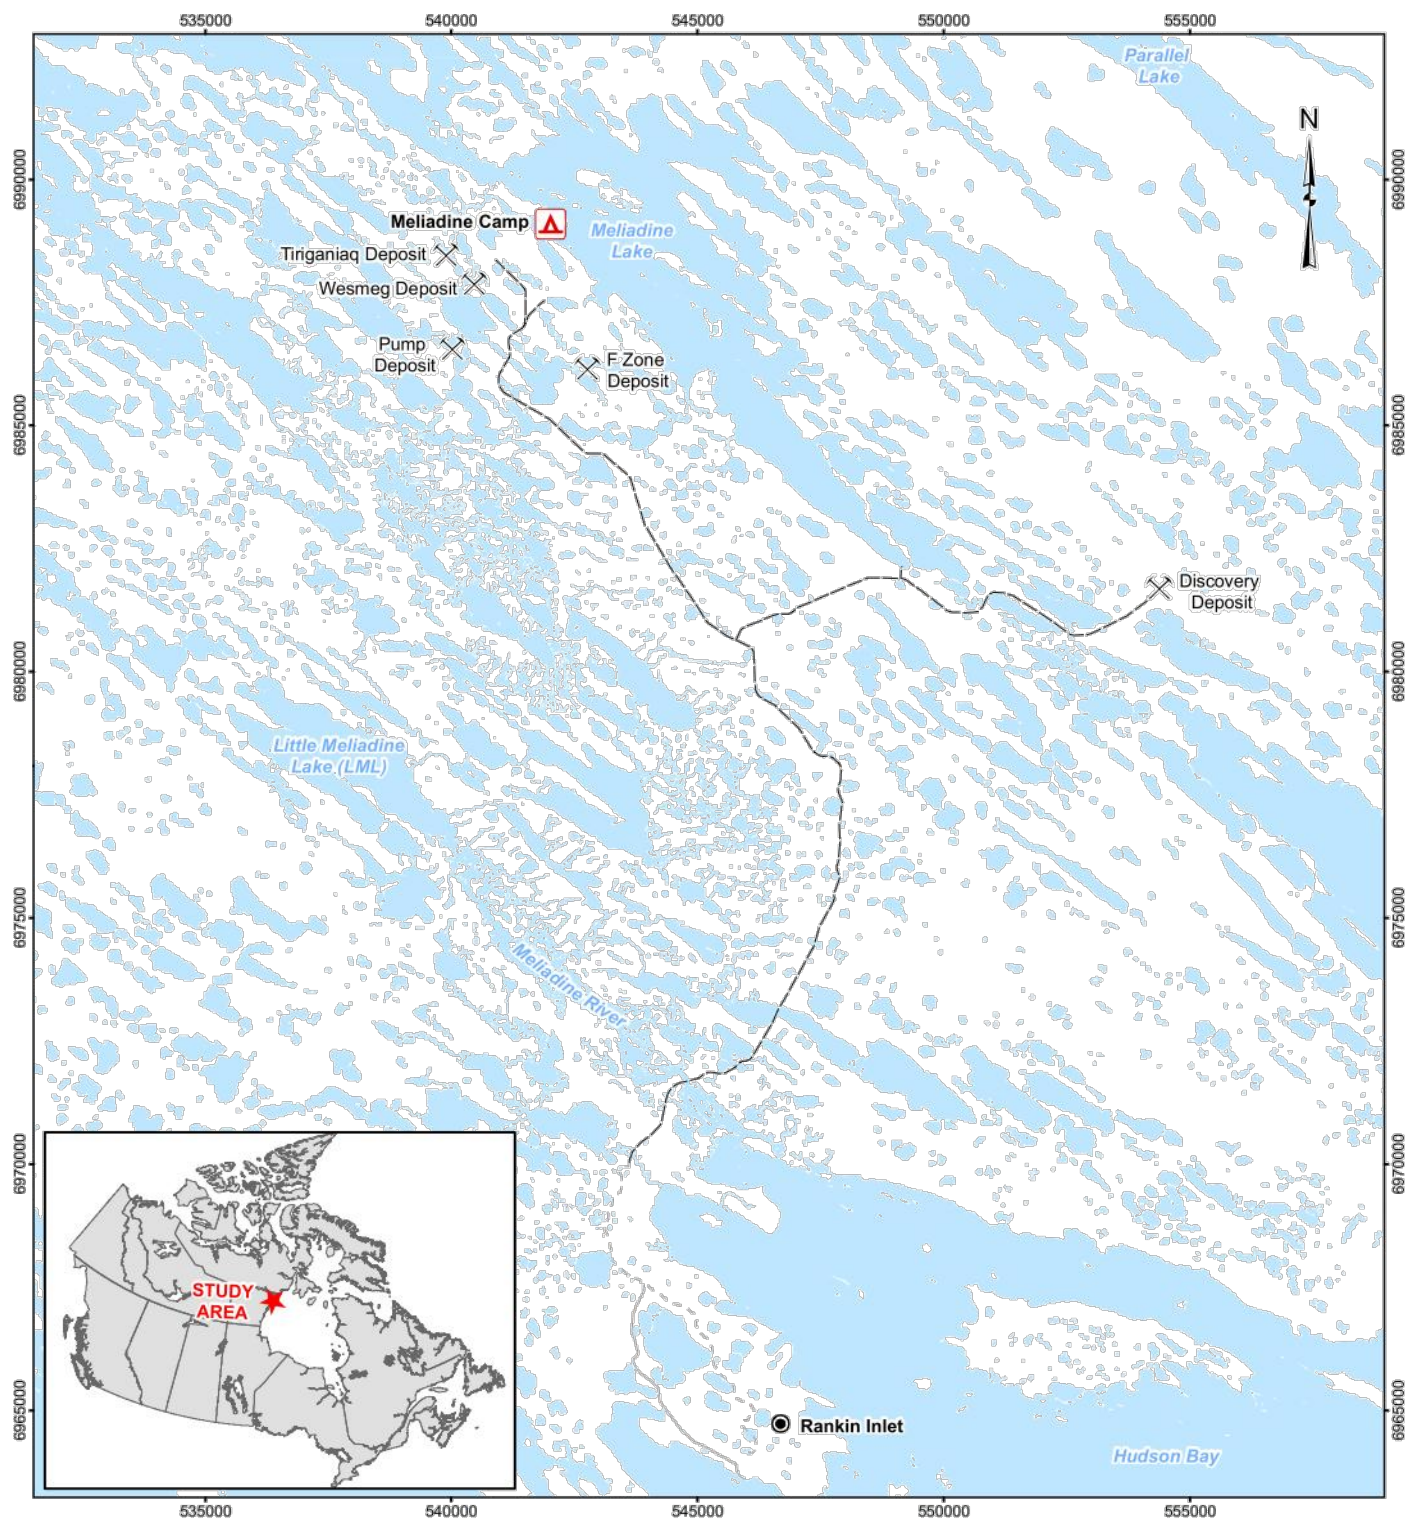 535000
540000
545000
550000
555000
Parallel
Lake
N
6990000
6990000
Meliadine Camp
Meliadine
Lake
Tiriganiaq Deposit
Wesmeg Deposit
Pump
Deposit
F Zone
Deposit
6985000
6985000
Discovery
Deposit
6980000
6980000
Little Meliadine
Lake (LML)
6975000
6975000
Meliadine River
6970000
6970000
STUDY
AREA
6965000
6965000
Rankin Inlet
Hudson Bay
535000
540000
545000
550000
555000